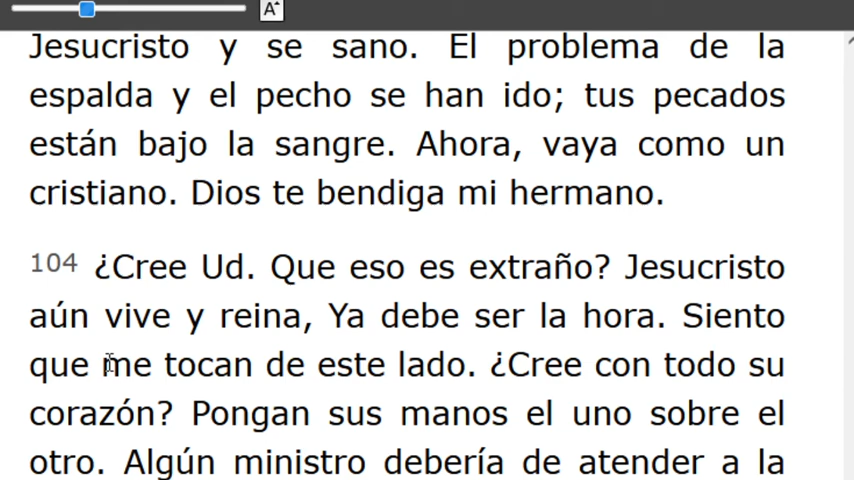 A
Jesucristo y se sano. El problema de la
espalda y el pecho se han ido; tus pecados
están bajo la sangre. Ahora, vaya como un
cristiano. Dios te bendiga mi hermano.
104 ¿Cree Ud. Que eso es extraño? Jesucristo
aún vive y reina, Ya debe ser la hora. Siento
que me tocan de este lado. ¿Cree con todo su
corazón? Pongan sus manos el uno sobre el
otro. Algún ministro debería de atender a la